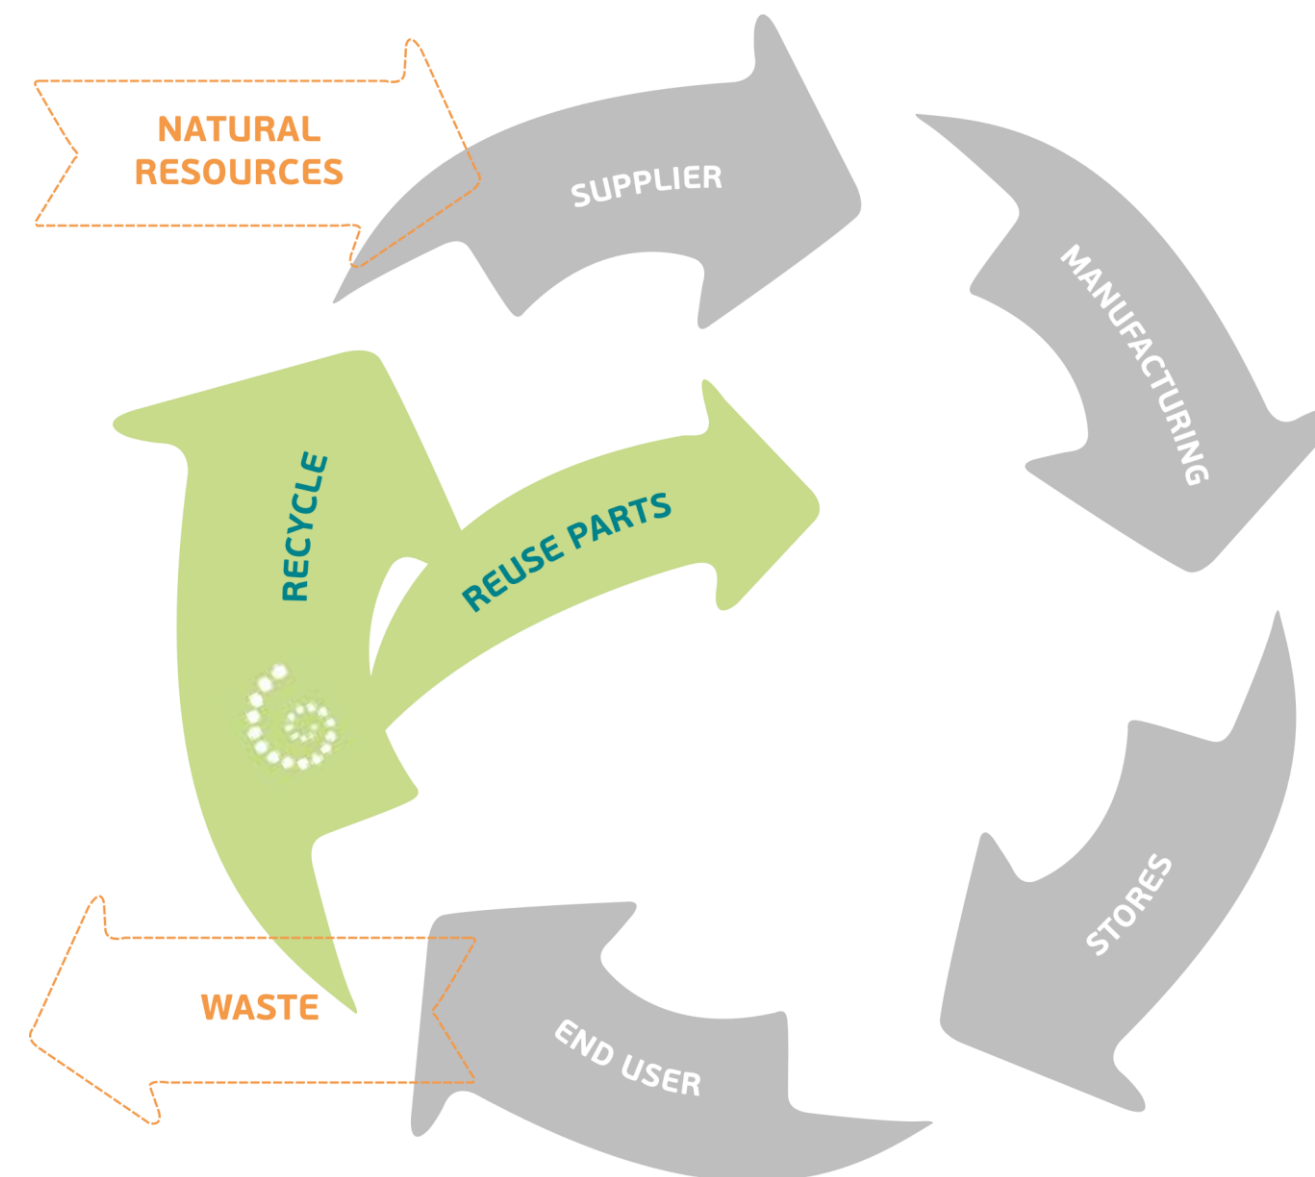 NATURAL
RESOURCES
SUPPLIER
MANUFACTURING
RECYCLE
REUSE PARTS
STORES
WASTE
END USER